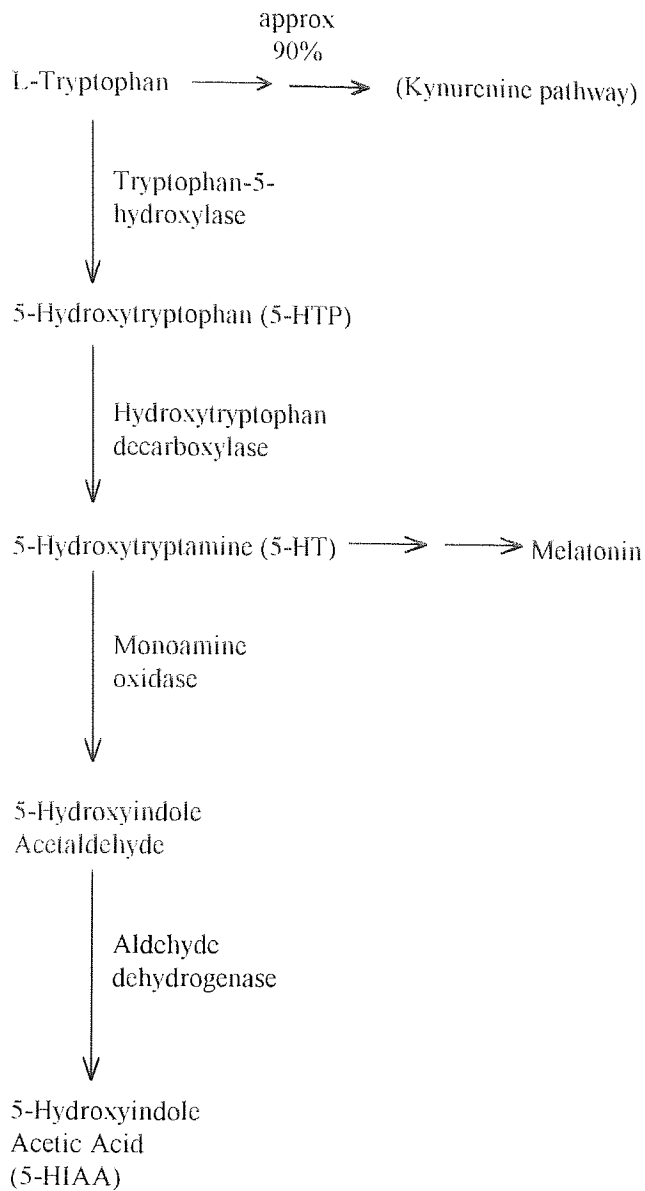 approx
90%
L-Tryptophan
(Kynurenine pathway)
Tryptophan-5-
hydroxylase
5-Hydroxytryptophan (5-HTP)
Hydroxytryptophan
decarboxylase
5-Hydroxytryptamine (5-HT)
Melatonin
Monoamine
oxidase
5-Hydroxyindole
Acetaldehyde
Aldehyde
dehydrogenase
5-Hydroxyindole
Acetic Acid
(5-HIAA)